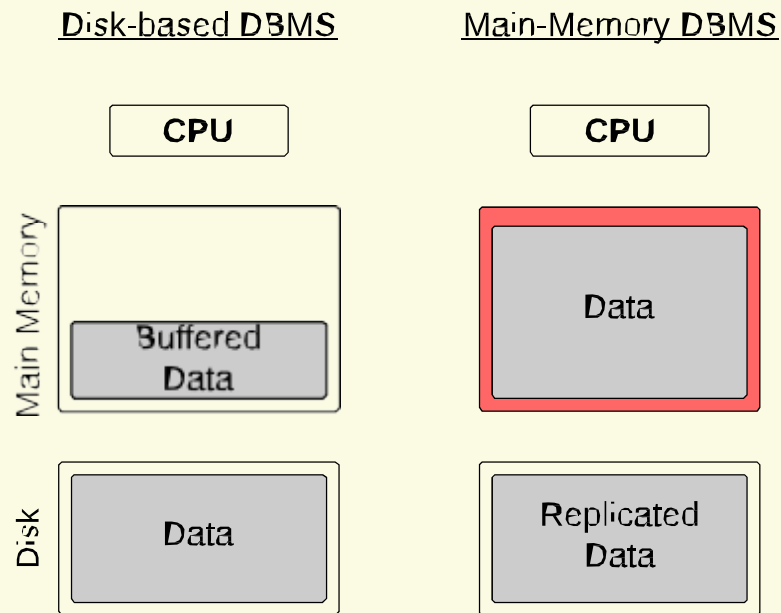 Disk-based DBMS
Main-Memory DBMS
CPU
CPU
Main Memory
Buffered
Data
Data
Disk
Data
Replicated
Data